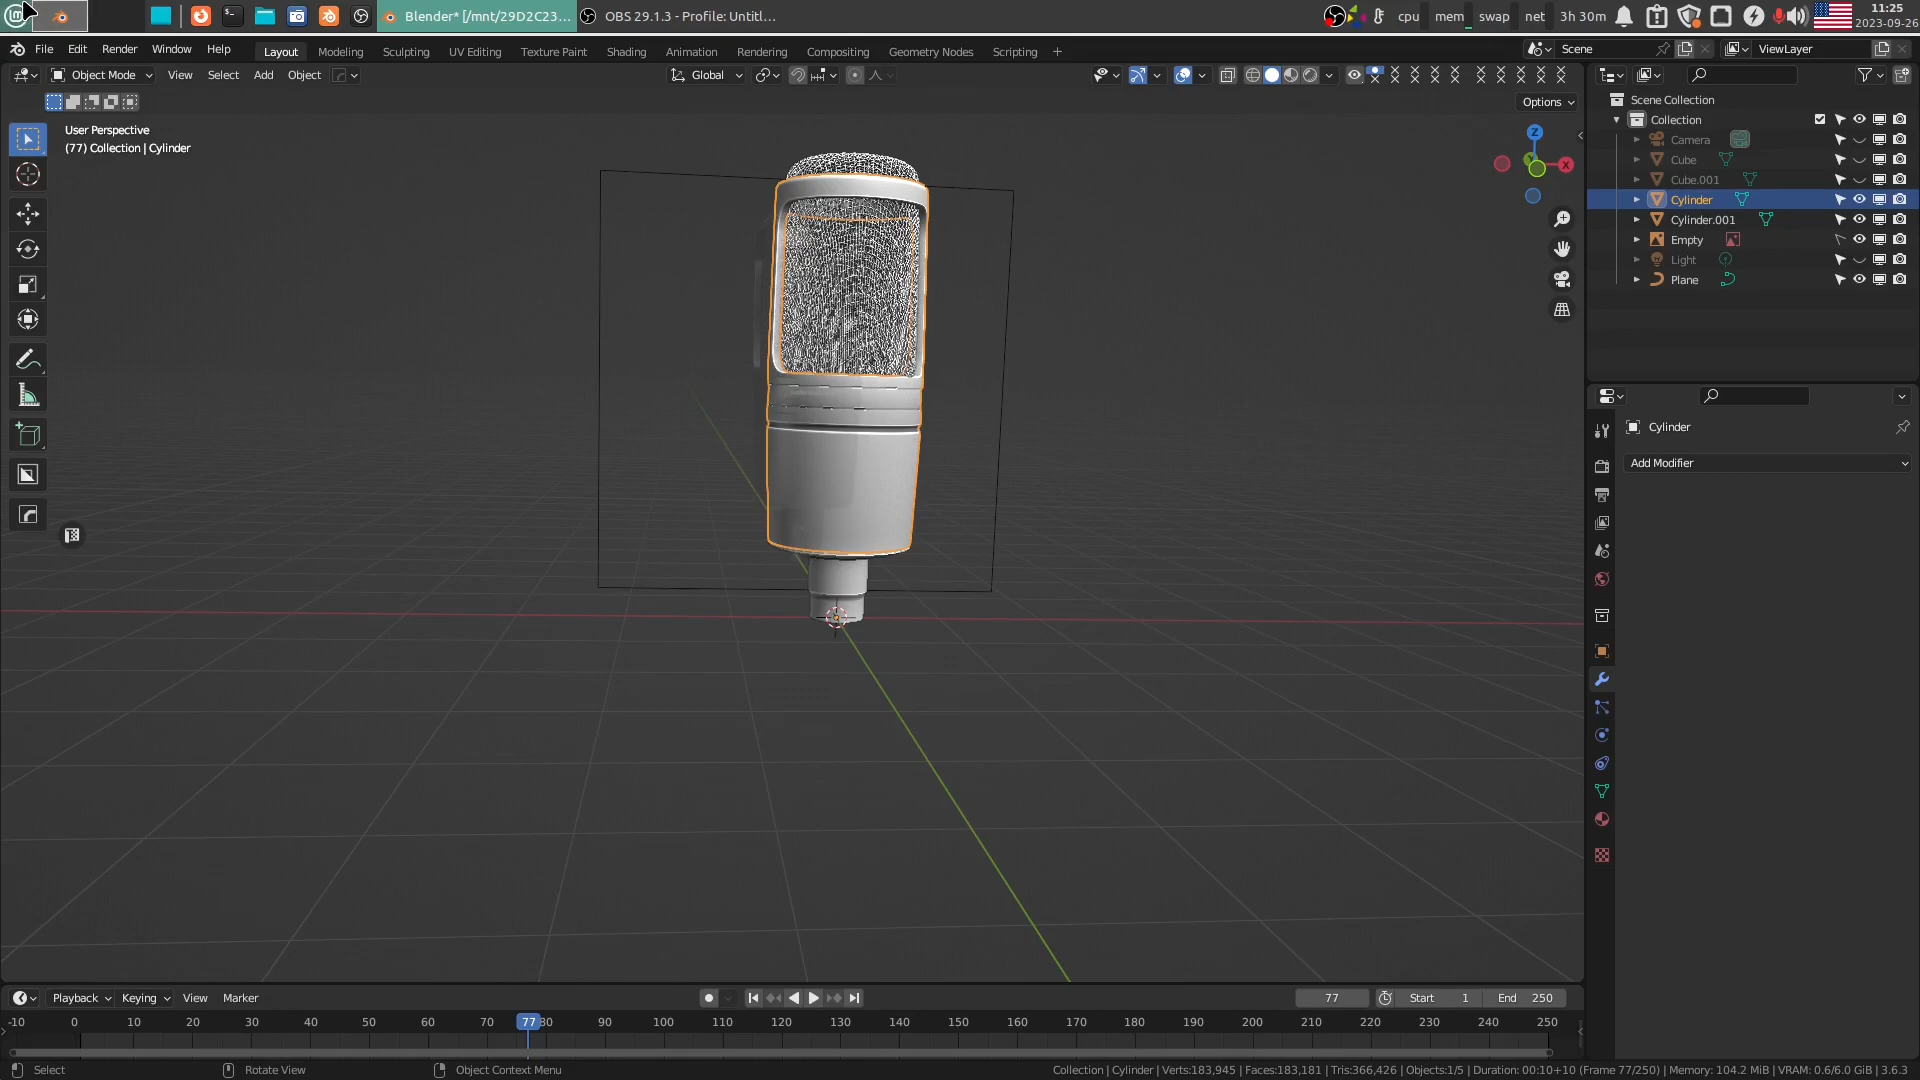 Blender* [/mnt/29D2C23...
OBS 29.1.3 - Profile: Untitl...
cpu mem swap net 3h 30m
11:25
2023-09-26
File Edit Render Window Help
Layout Modeling Sculpting UV Editing Texture Paint Shading Animation Rendering Compositing Geometry Nodes Scripting +
Scene
ViewLayer
Object Mode View Select Add Object
Global
Options
User Perspective
(77) Collection | Cylinder
Z
X
Scene Collection
Collection
Camera
Cube
Cube.001
Cylinder
Cylinder.001
Empty
Light
Plane
Cylinder
Add Modifier
Playback Keying View Marker
77
Start 1 End 250
-10 0 10 20 30 40 50 60 70 77 80 90 100 110 120 130 140 150 160 170 180 190 200 210 220 230 240 250
Select Rotate View Object Context Menu
Collection | Cylinder | Verts:183,945 | Faces:183,181 | Tris:366,426 | Objects:1/5 | Duration: 00:10+10 (Frame 77/250) | Memory: 104.2 MiB | VRAM: 0.6/6.0 GiB | 3.6.3